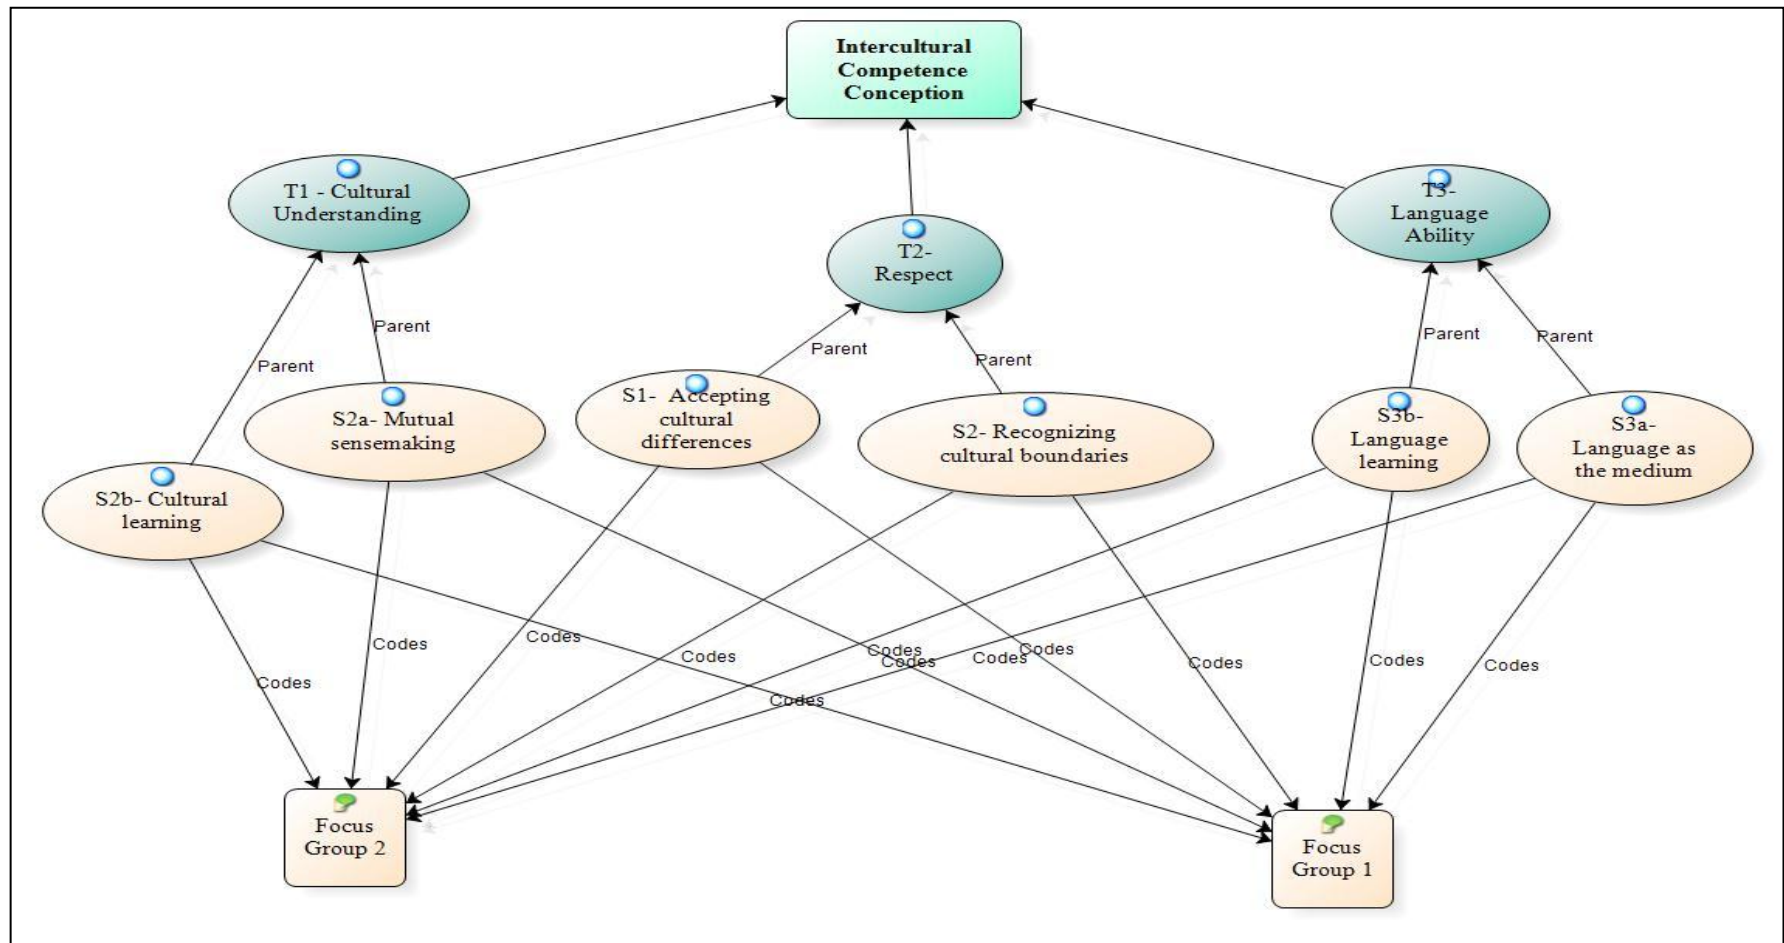 Intercultural
Competence
Conception
T1 - Cultural
Understanding
T2-
Respect
T3-
Language
Ability
Parent
Parent
Parent
Parent
Parent
Parent
S2b- Cultural
learning
S2a- Mutual
sensemaking
S1- Accepting
cultural
differences
S2- Recognizing
cultural boundaries
S3b-
Language
learning
S3a-
Language as
the medium
Codes
Codes
Codes
Codes
Codes
Codes
Codes
Codes
Codes
Codes
Codes
Codes
Focus
Group 2
Focus
Group 1